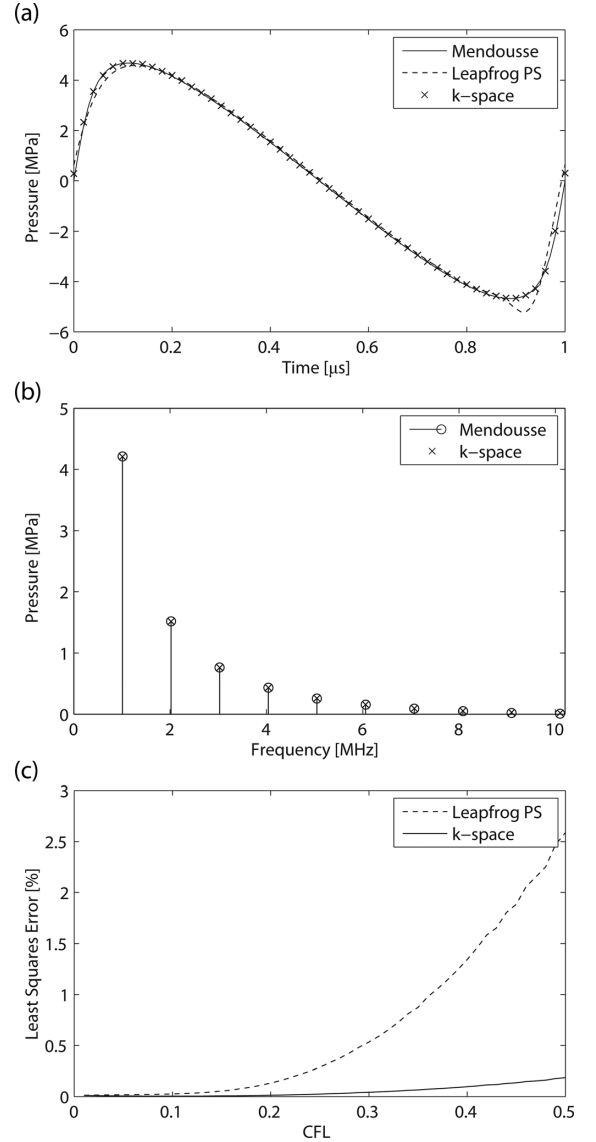 (a)
6
4
2
0
−2
−4
−6
Pressure [MPa]
Mendousse
Leapfrog PS
k−space
0
0.2
0.4
0.6
0.8
1
Time [μs]
(b)
5
4
3
2
1
0
Pressure [MPa]
Mendousse
k−space
0
2
4
6
8
10
Frequency [MHz]
(c)
3
2.5
2
1.5
1
0.5
0
Least Squares Error [%]
Leapfrog PS
k−space
0
0.1
0.2
0.3
0.4
0.5
CFL